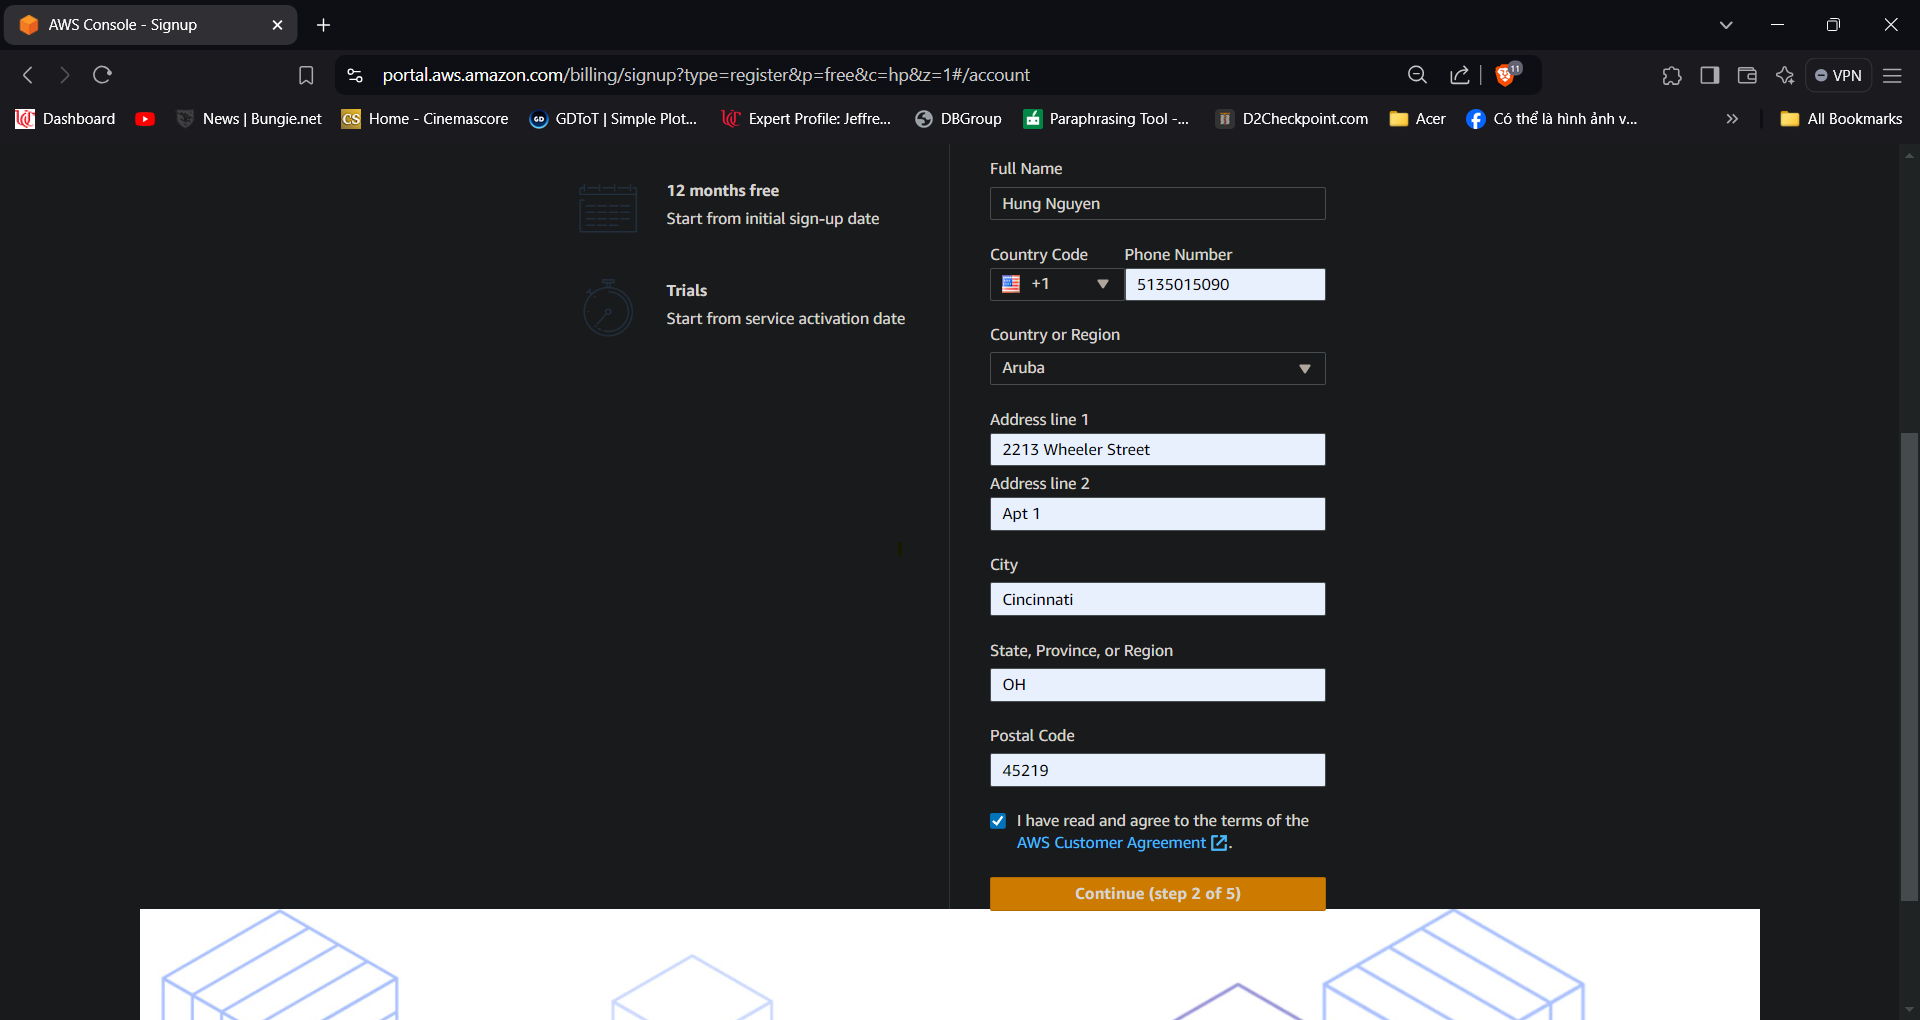 AWS Console - Signup
portal.aws.amazon.com/billing/signup?type=register&p=free&c=hp&z=1#/account
11
VPN
Dashboard
News | Bungie.net
CS
Home - Cinemascore
GD
GDToT | Simple Plot...
Expert Profile: Jeffre...
DBGroup
Paraphrasing Tool -...
D2Checkpoint.com
Acer
Có thể là hình ảnh v...
All Bookmarks
12 months free
Start from initial sign-up date
Trials
Start from service activation date
Full Name
Hung Nguyen
Country Code
Phone Number
+1
5135015090
Country or Region
Aruba
Address line 1
2213 Wheeler Street
Address line 2
Apt 1
City
Cincinnati
State, Province, or Region
OH
Postal Code
45219
I have read and agree to the terms of the
AWS Customer Agreement.
Continue (step 2 of 5)